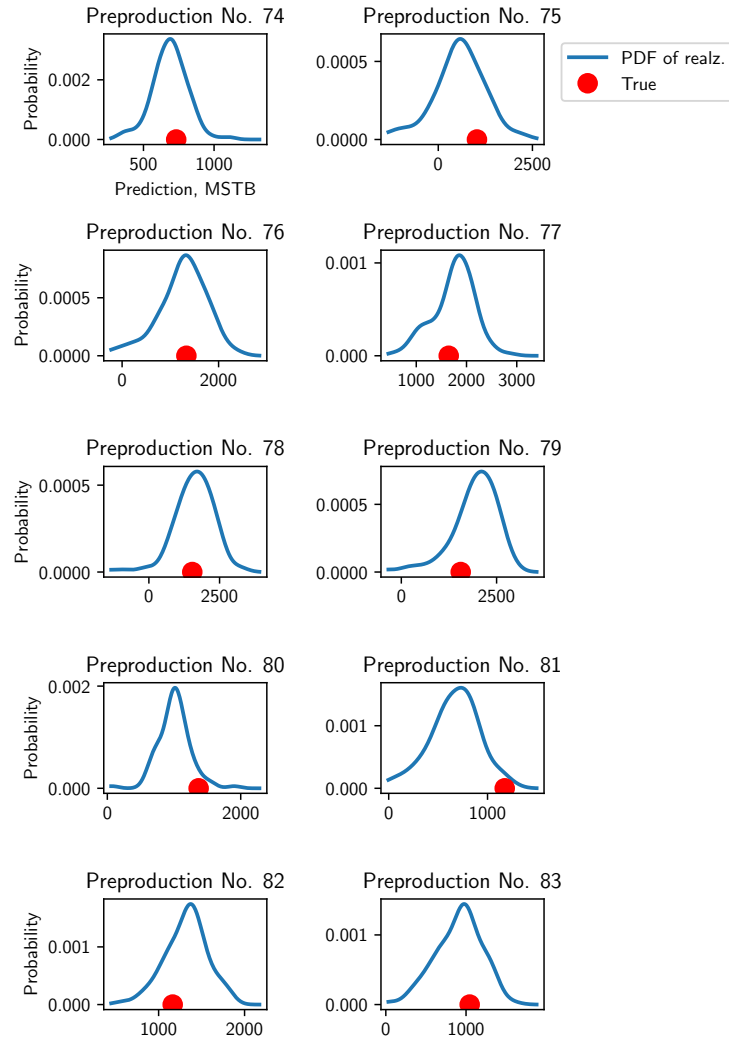 Preproduction No. 74
Probability
0.002
0.000
500
1000
Prediction, MSTB
Preproduction No. 75
0.0005
0.0000
0
2500
PDF of realz.
True
Preproduction No. 76
Probability
0.0005
0.0000
0
2000
Preproduction No. 77
0.001
0.000
1000
2000
3000
Preproduction No. 78
Probability
0.0005
0.0000
0
2500
Preproduction No. 79
0.0005
0.0000
0
2500
Preproduction No. 80
Probability
0.002
0.000
0
2000
Preproduction No. 81
0.001
0.000
0
1000
Preproduction No. 82
Probability
0.001
0.000
1000
2000
Preproduction No. 83
0.001
0.000
0
1000